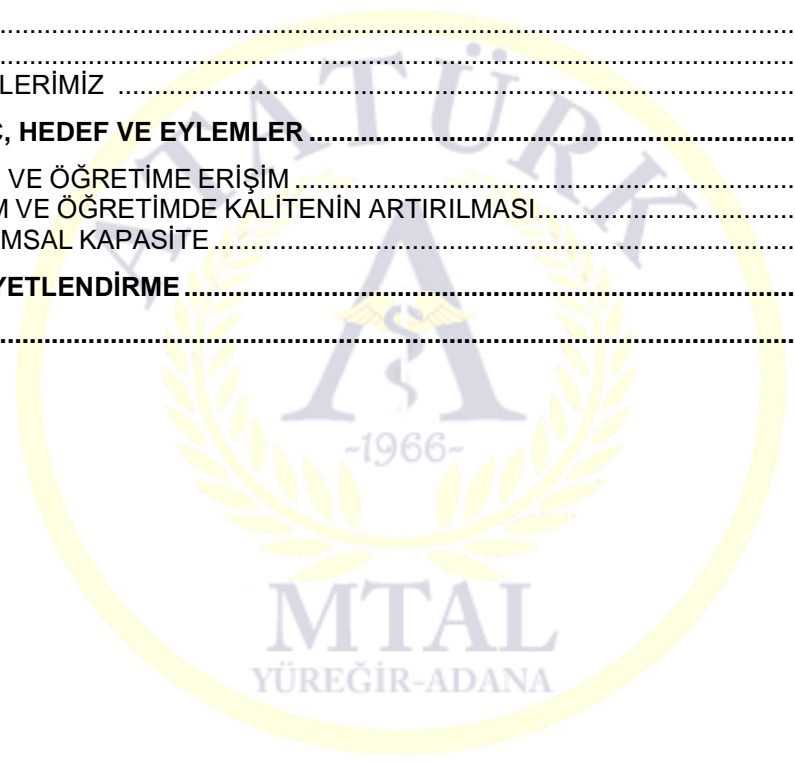 ................................................................
................................................................
LERİMİZ ................................................................
, HEDEF VE EYLEMLER ................................................................
VE ÖĞRETİME ERİŞİM ................................................................
M VE ÖĞRETİMDE KALİTENİN ARTIRILMASI ................................................................
MSAL KAPASİTE ................................................................
YETLENDİRME ................................................................
................................................................
ATATÜRK
-1966-
MTAL
YÜREĞİR-ADANA